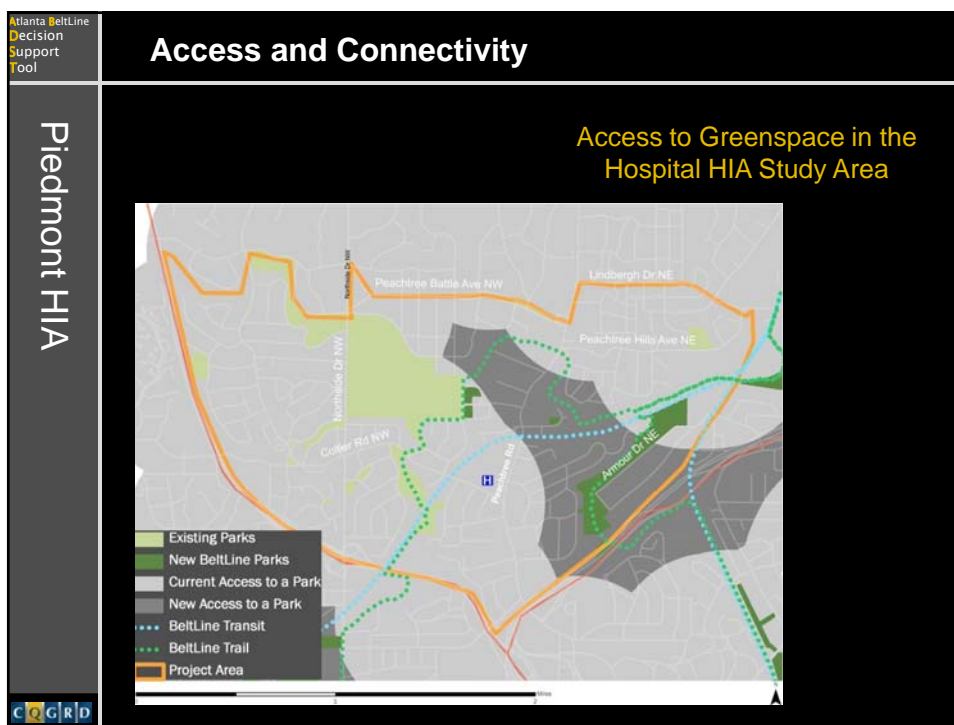 Atlanta BeltLine
Decision
Support
Tool
Access and Connectivity
Piedmont HIA
Access to Greenspace in the
Hospital HIA Study Area
Northside Dr NW
Peachtree Battle Ave NW
Lindbergh Dr NE
Peachtree Hills Ave NE
Northside Dr NW
Collier Rd NW
Peachtree Rd
Armour Dr NE
H
Existing Parks
New BeltLine Parks
Current Access to a Park
New Access to a Park
BeltLine Transit
BeltLine Trail
Project Area
Miles
CQGRD